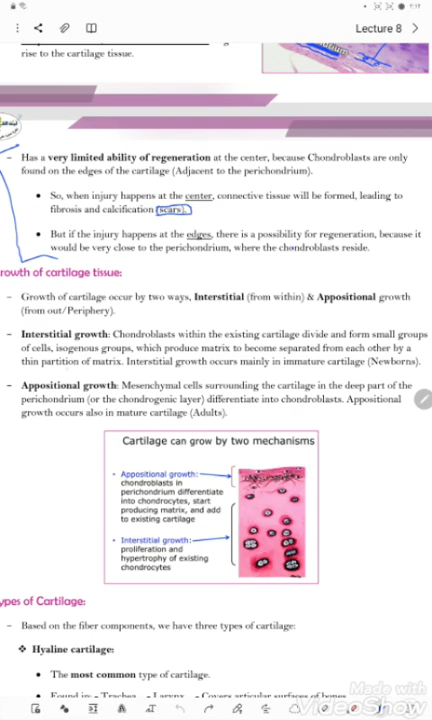 Lecture 8
rise to the cartilage tissue.
- Has a very limited ability of regeneration at the center, because Chondroblasts are only
found on the edges of the cartilage (Adjacent to the perichondrium).
• So, when injury happens at the center, connective tissue will be formed, leading to
fibrosis and calcification (scars).
• But if the injury happens at the edges, there is a possibility for regeneration, because it
would be very close to the perichondrium, where the chondroblasts reside.
rowth of cartilage tissue:
- Growth of cartilage occur by two ways, Interstitial (from within) & Appositional growth
(from out/Periphery).
- Interstitial growth: Chondroblasts within the existing cartilage divide and form small groups
of cells, isogenous groups, which produce matrix to become separated from each other by a
thin partition of matrix. Interstitial growth occurs mainly in immature cartilage (Newborns).
- Appositional growth: Mesenchymal cells surrounding the cartilage in the deep part of the
perichondrium (or the chondrogenic layer) differentiate into chondroblasts. Appositional
growth occurs also in mature cartilage (Adults).
Cartilage can grow by two mechanisms
• Appositional growth:
chondroblasts in
perichondrium differentiate
into chondrocytes, start
producing matrix, and add
to existing cartilage
• Interstitial growth:
proliferation and
hypertrophy of existing
chondrocytes
ypes of Cartilage:
- Based on the fiber components, we have three types of cartilage:
❖ Hyaline cartilage:
• The most common type of cartilage.
• Found in: - Trachea - Larynx - Covers articular surfaces of bones
Made with
VideoShow